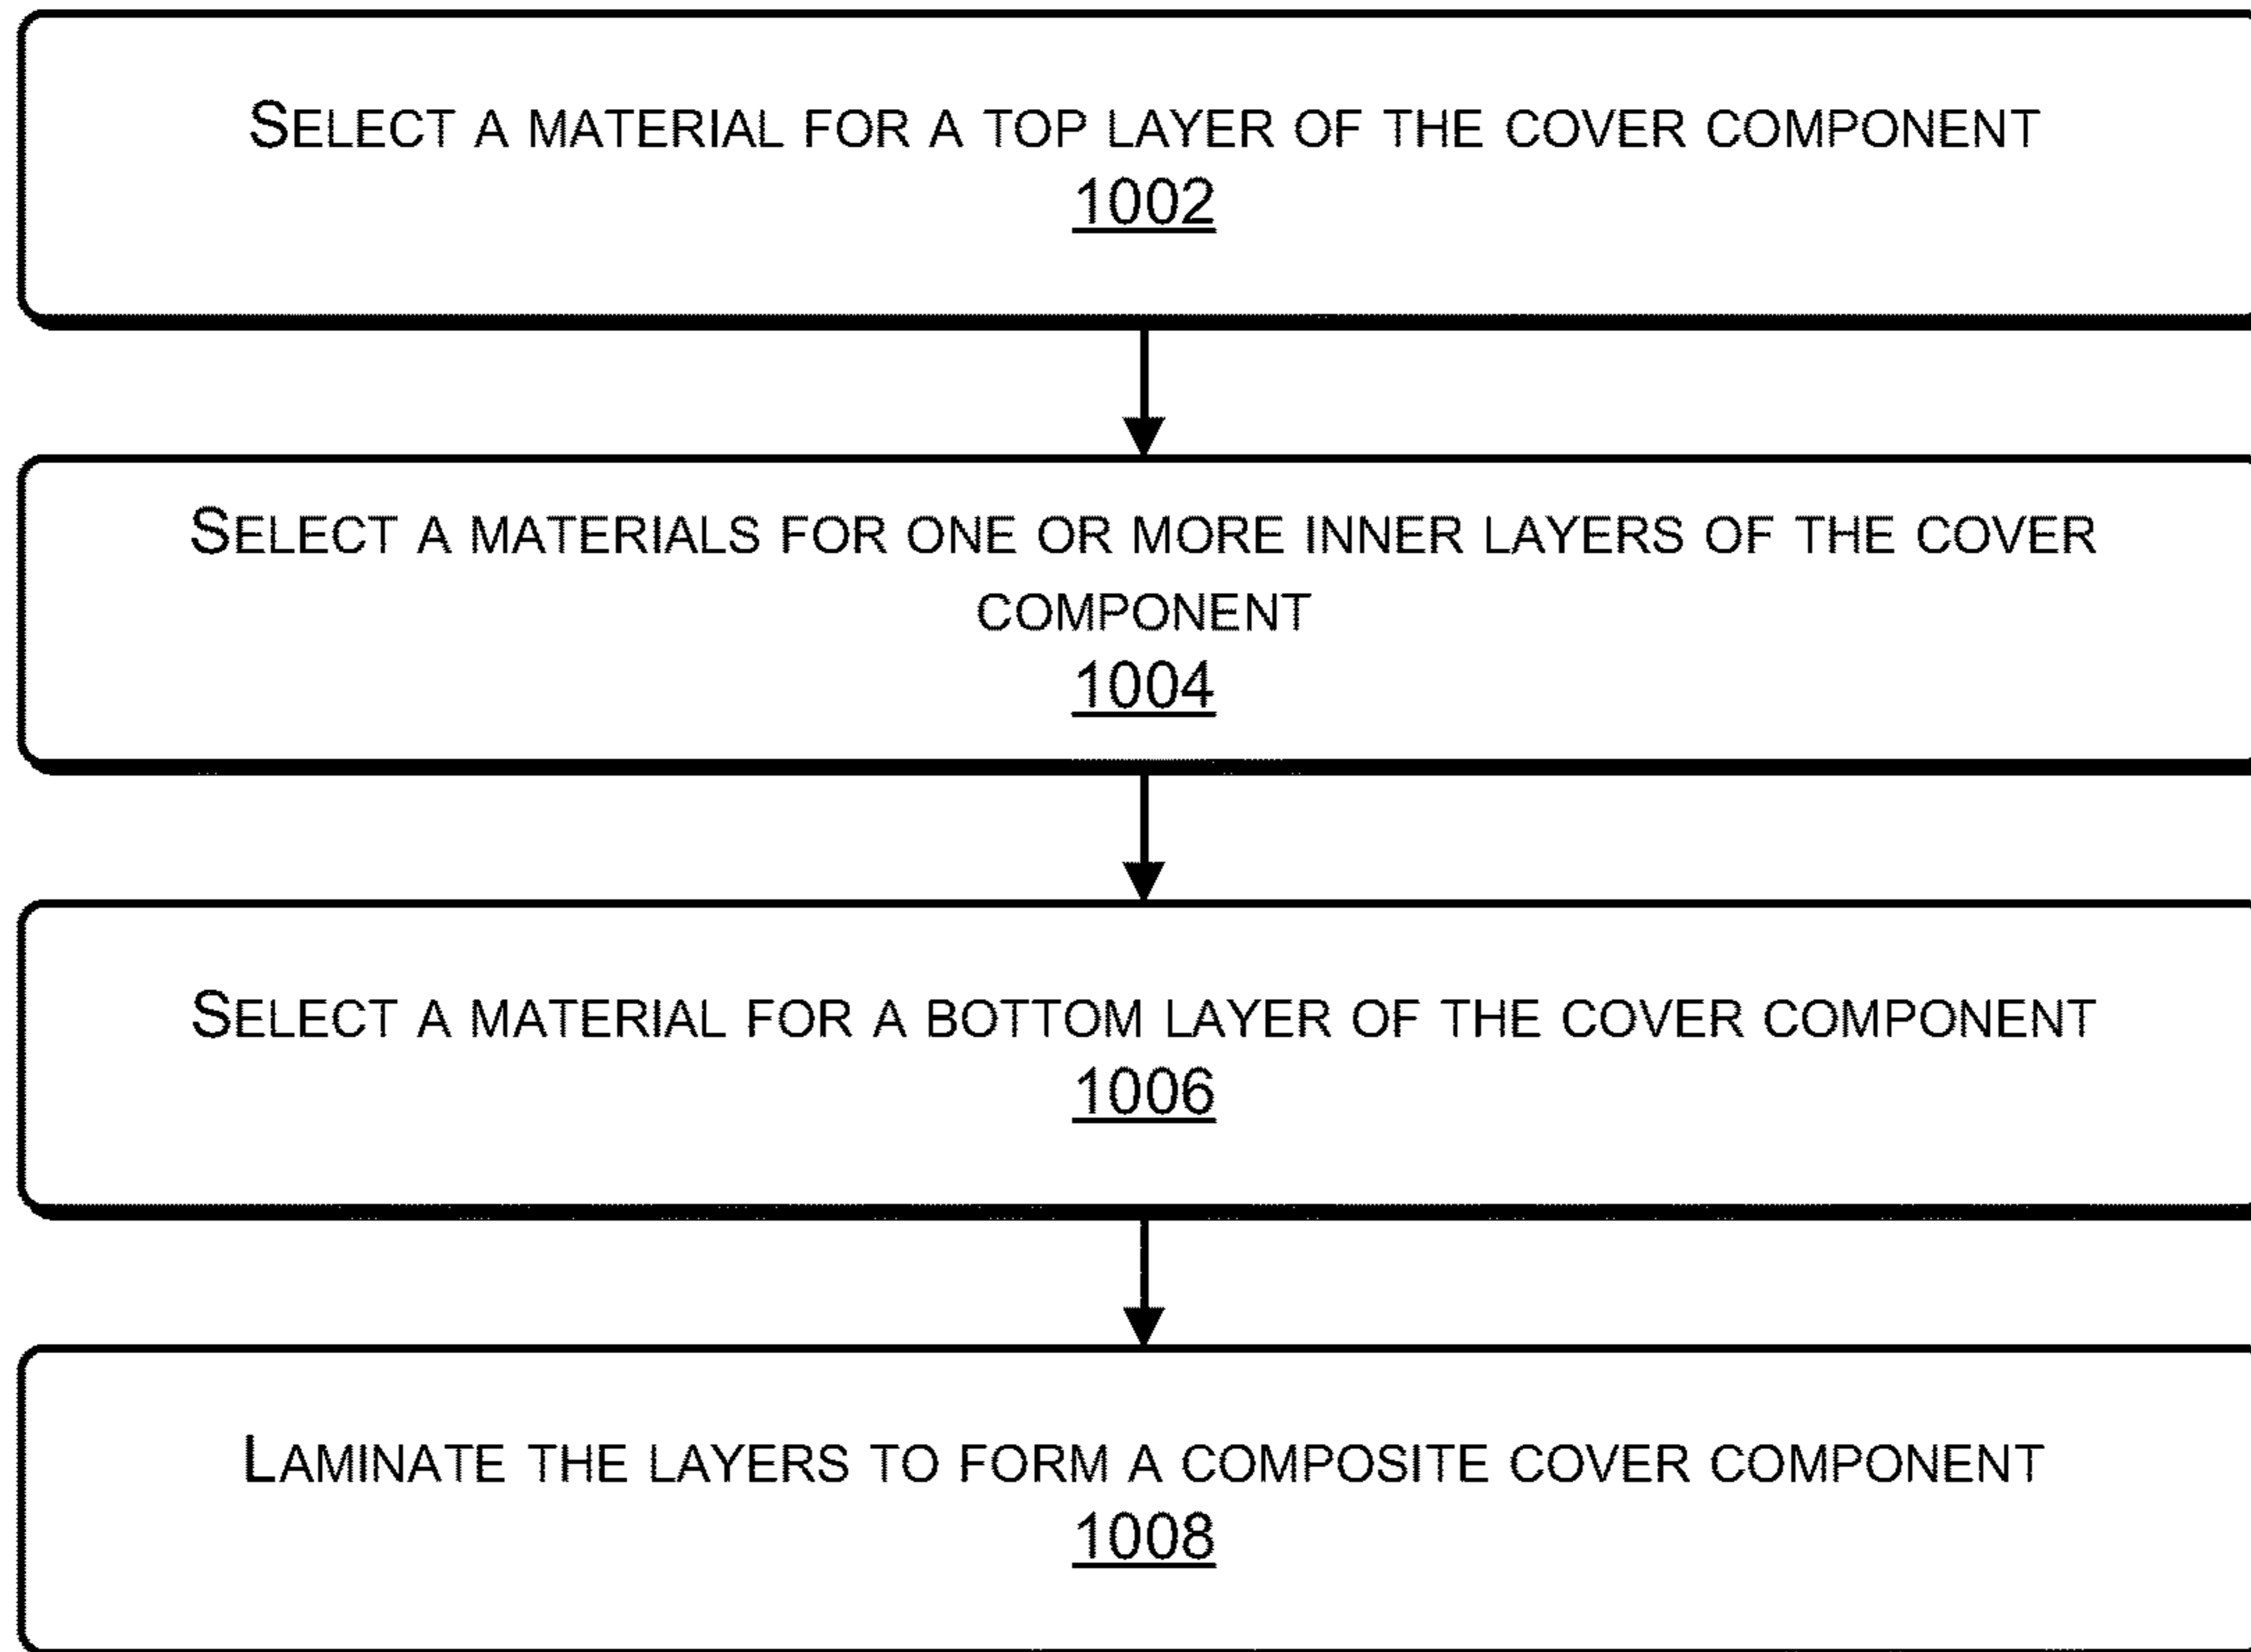 SELECT A MATERIAL FOR A TOP LAYER OF THE COVER COMPONENT
1002
SELECT A MATERIALS FOR ONE OR MORE INNER LAYERS OF THE COVER
COMPONENT
1004
SELECT A MATERIAL FOR A BOTTOM LAYER OF THE COVER COMPONENT
1006
LAMINATE THE LAYERS TO FORM A COMPOSITE COVER COMPONENT
1008